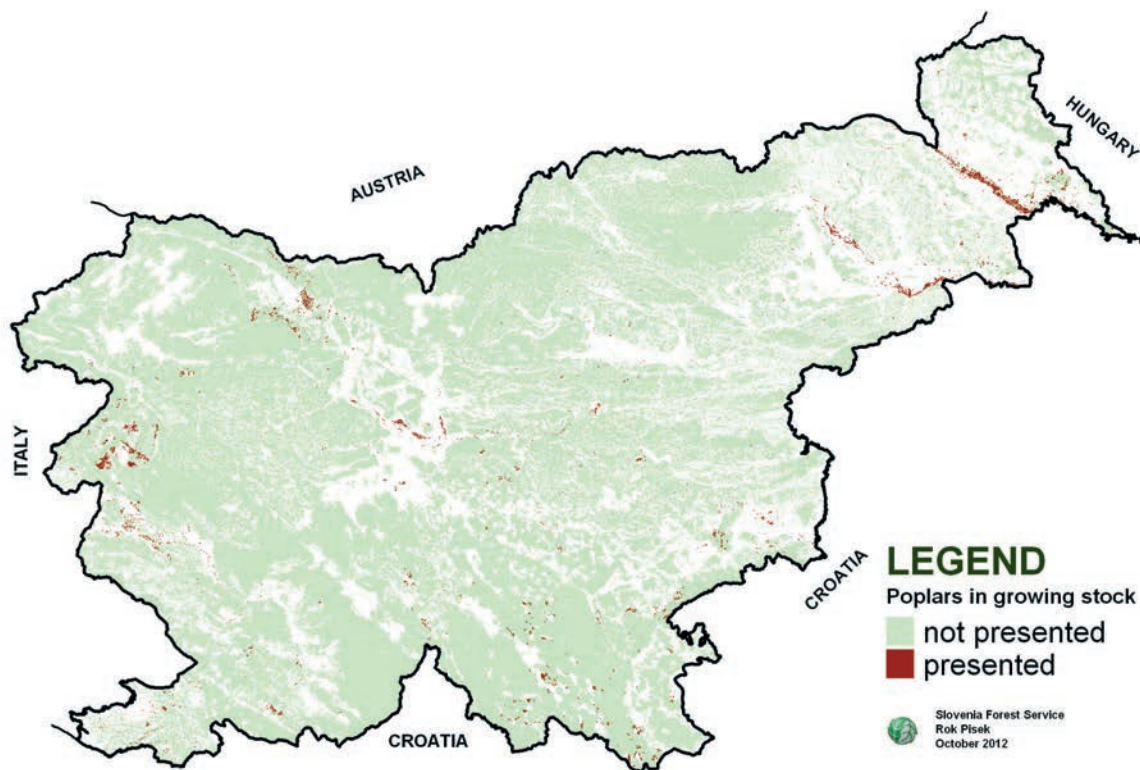 HUNGARY
AUSTRIA
ITALY
CROATIA
CROATIA
LEGEND
Poplars in growing stock
not presented
presented
Slovenia Forest Service
Rok Pisek
October 2012